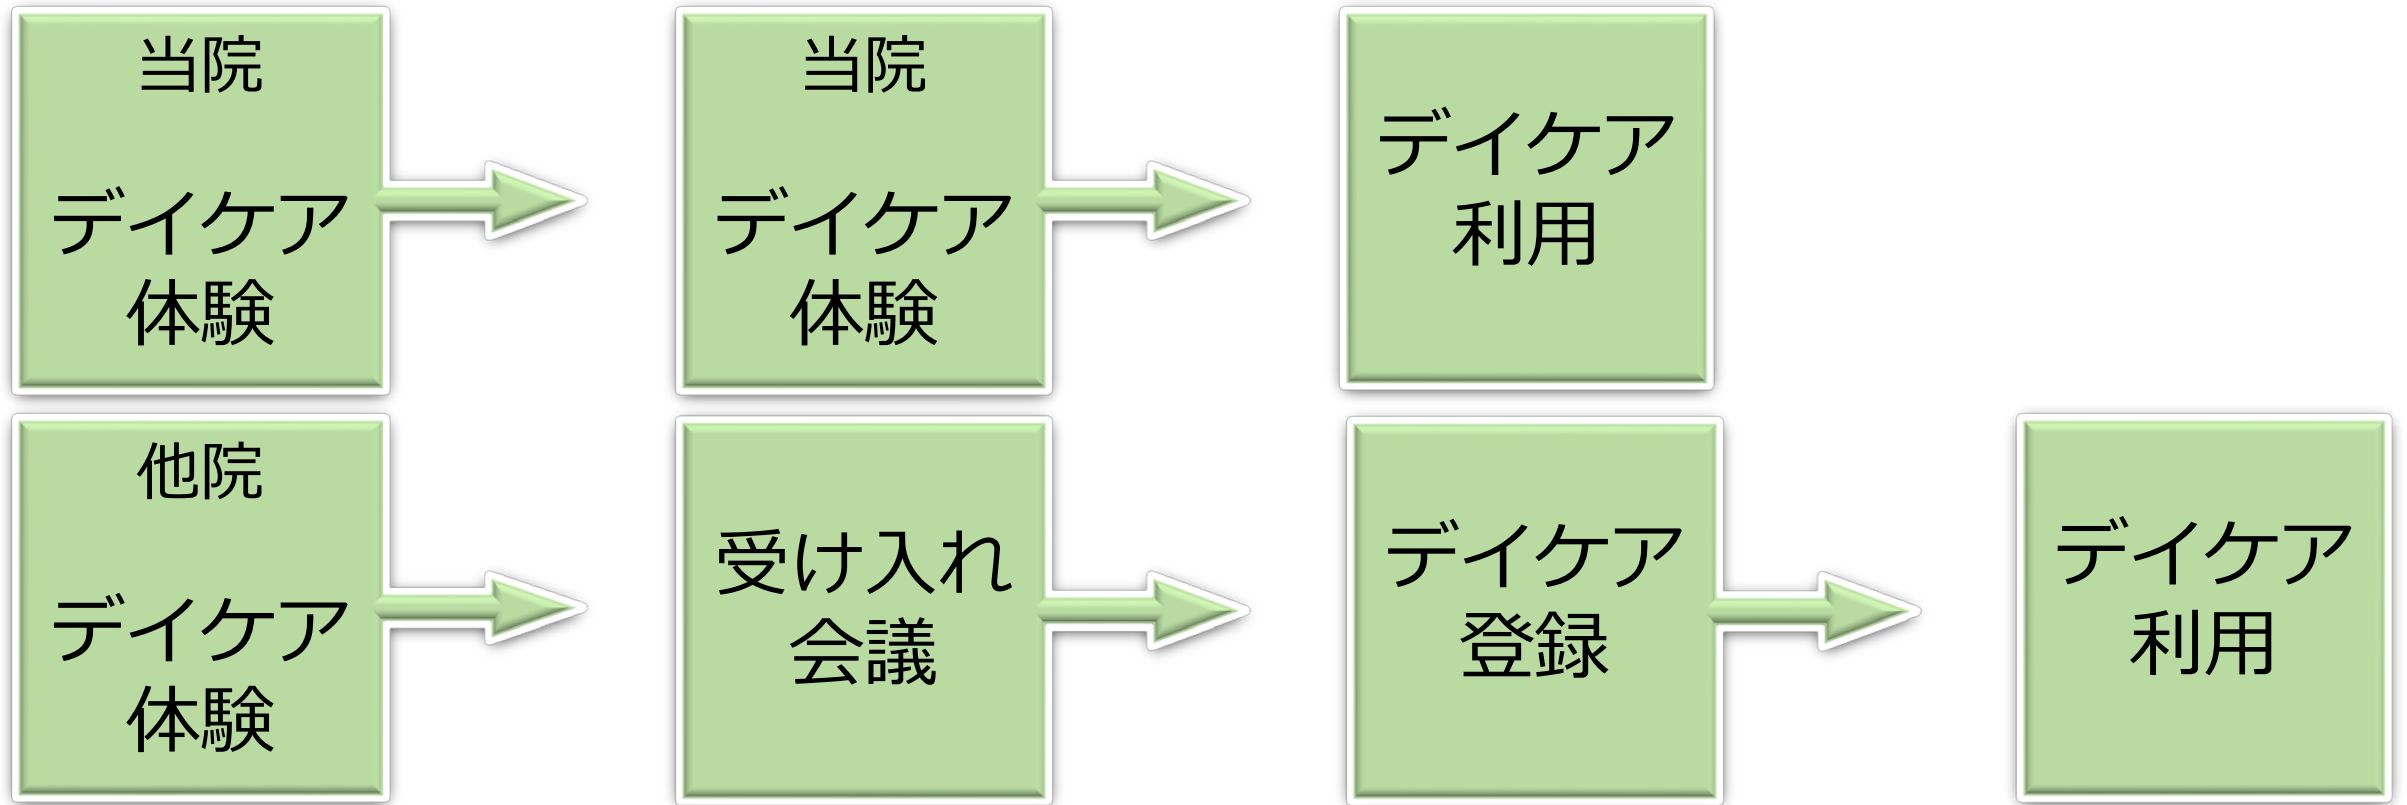 当院
デイケア
体験
当院
デイケア
体験
デイケア
利用
他院
デイケア
体験
受け入れ
会議
デイケア
登録
デイケア
利用